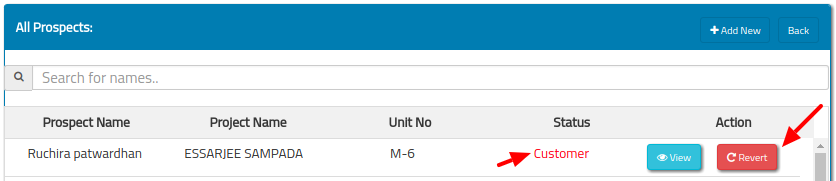 All Prospects:
Add New
Back
Search for names..
Prospect Name Project Name Unit No Status Action
Ruchira patwardhan ESSARJEE SAMPADA M-6 Customer View Revert